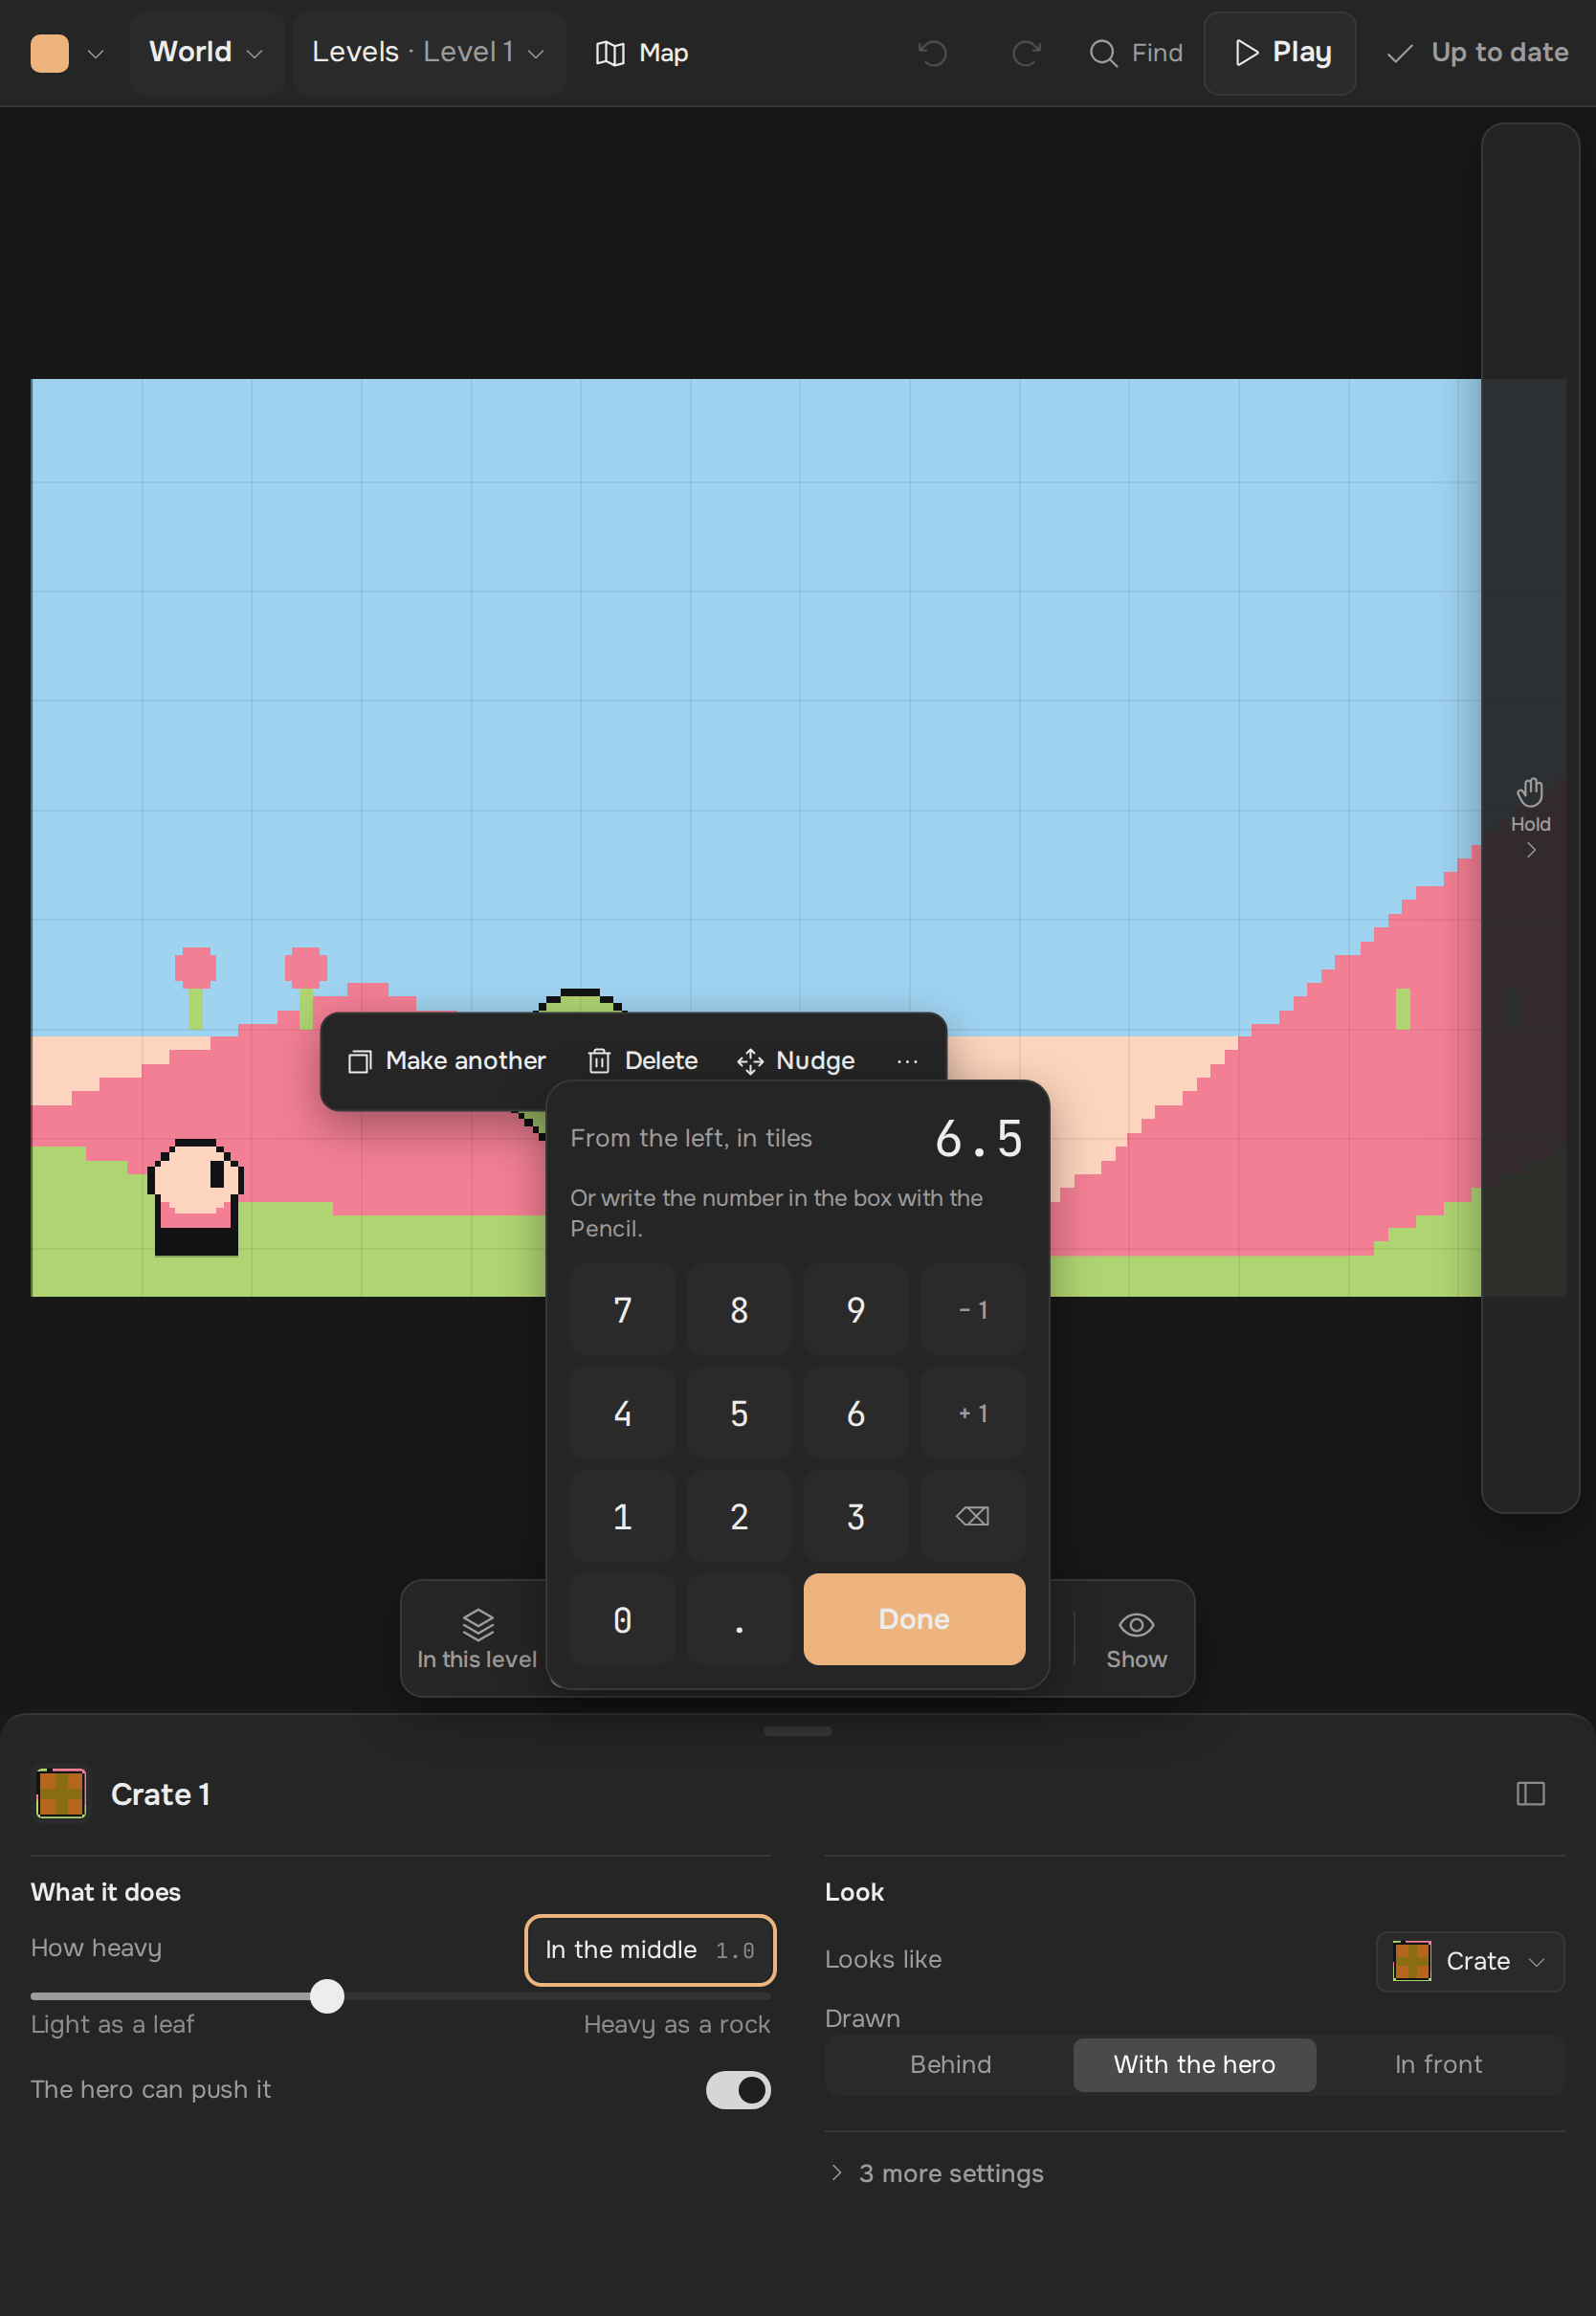 World
Levels · Level 1
Map
Find
Play
Up to date
Hold
Make another
Delete
Nudge
...
From the left, in tiles
6.5
Or write the number in the box with the
Pencil.
7 8 9 − 1
4 5 6 + 1
1 2 3 ⌫
0 . Done
In this level
Show
Crate 1
What it does
How heavy
In the middle 1.0
Light as a leaf
Heavy as a rock
The hero can push it
Look
Looks like
Crate
Drawn
Behind
With the hero
In front
3 more settings